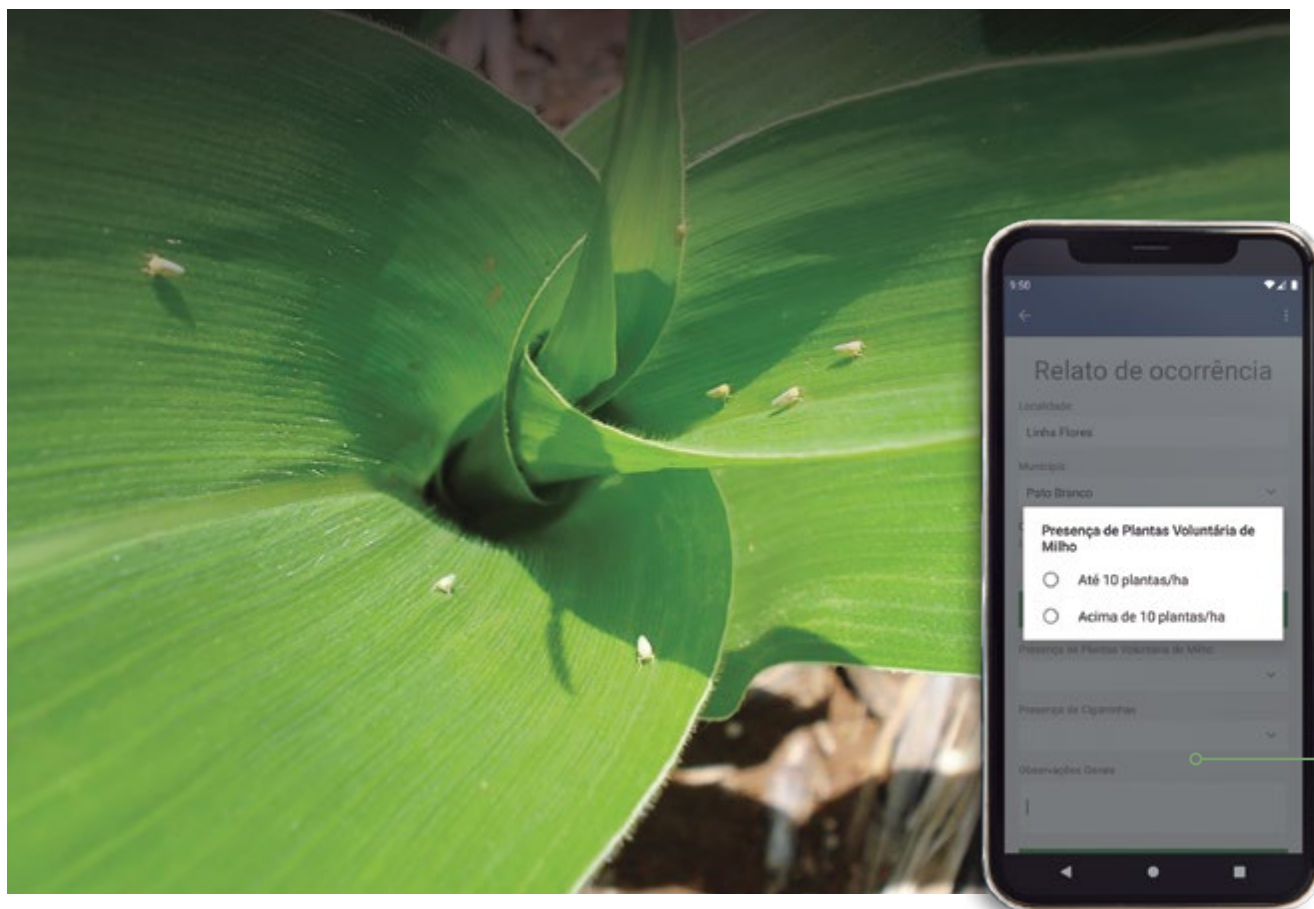 9:50
Relato de ocorrência
Localidade:
Linha Flores
Município
Pato Branco
Presença de Plantas Voluntária de
Milho
Até 10 plantas/ha
Acima de 10 plantas/ha
Presença de Plantas Voluntária de Milho
Presença de Cigarrinhas
Observações Gerais